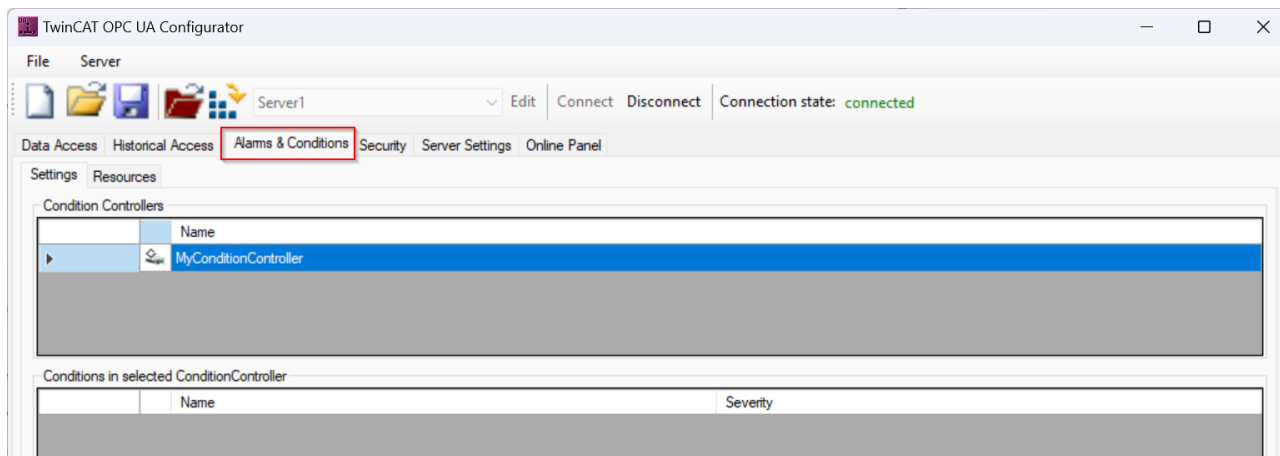 TwinCAT OPC UA Configurator
File Server
Server1 Edit Connect Disconnect Connection state: connected
Data Access Historical Access Alarms & Conditions Security Server Settings Online Panel
Settings Resources
Condition Controllers
Name
MyConditionController
Conditions in selected ConditionController
Name Severity